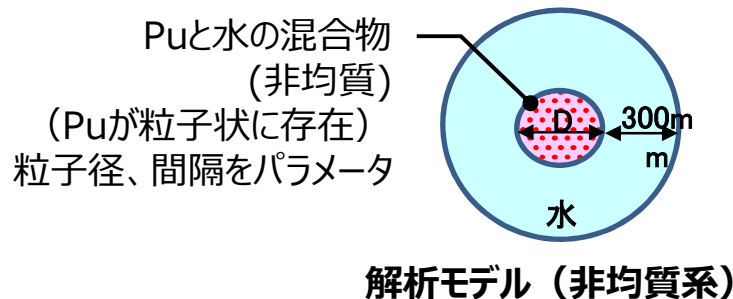 Puと水の混合物
(非均質)
（Puが粒子状に存在）
粒子径、間隔をパラメータ
D
300m
m
水
解析モデル（非均質系）